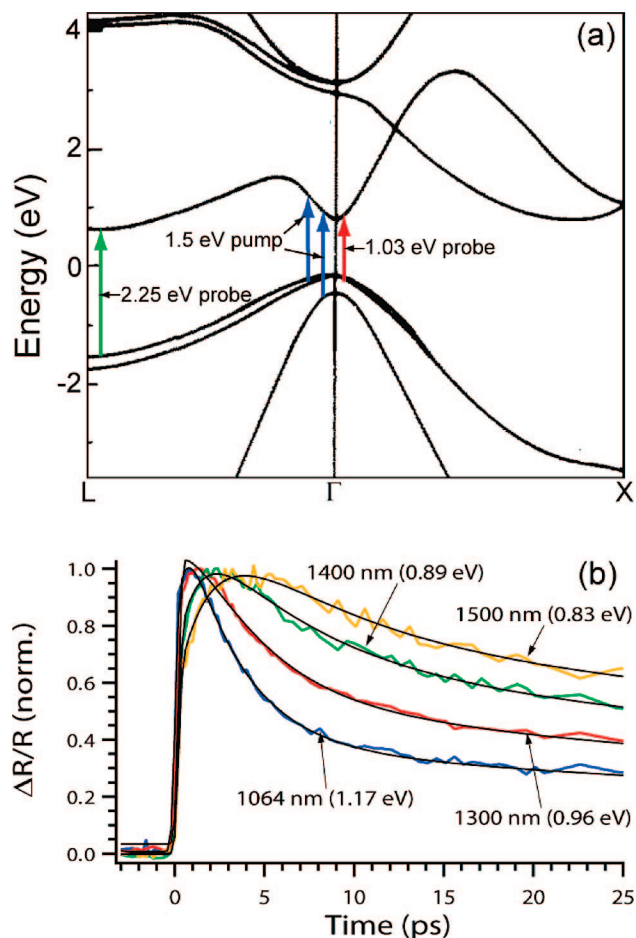 (a)
4
2
0
-2
Energy (eV)
1.5 eV pump
1.03 eV probe
2.25 eV probe
L
Γ
X
(b)
1.0
0.8
0.6
0.4
0.2
0.0
ΔR/R (norm.)
1400 nm (0.89 eV)
1500 nm (0.83 eV)
1064 nm (1.17 eV)
1300 nm (0.96 eV)
0
5
10
15
20
25
Time (ps)